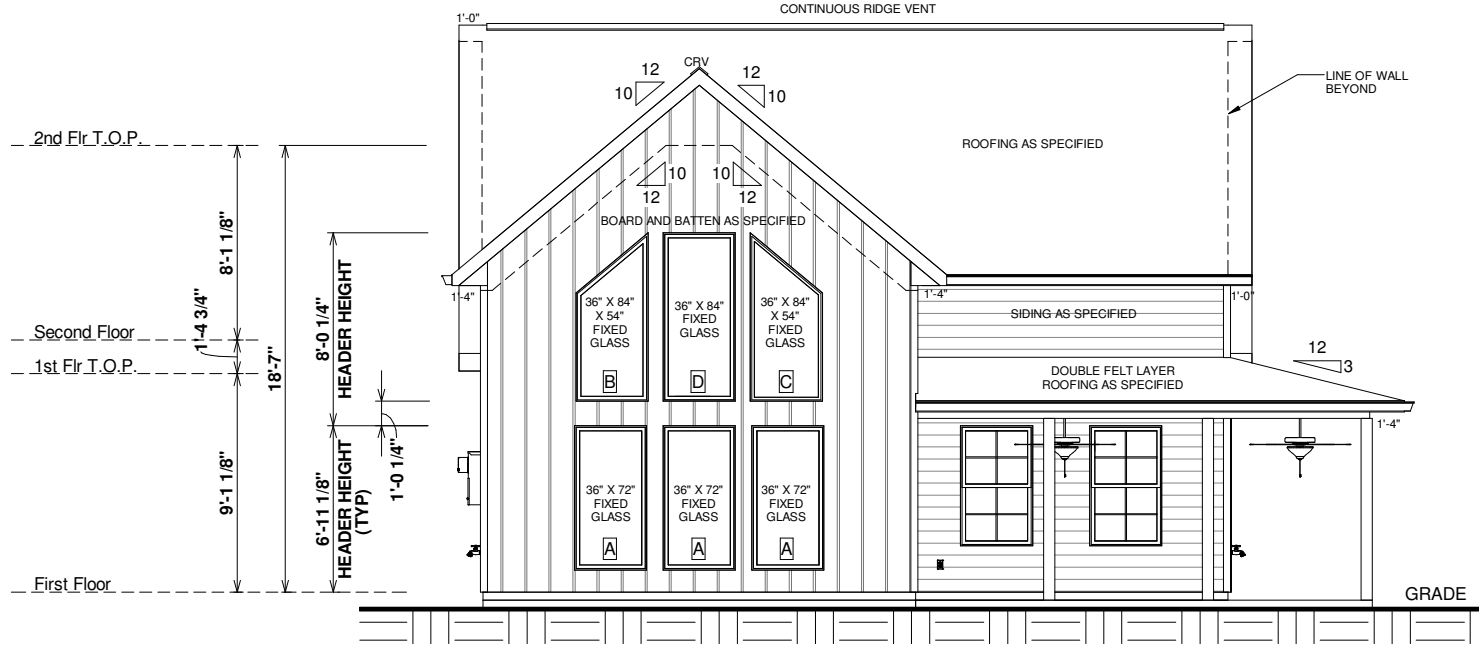 CONTINUOUS RIDGE VENT
1'-0"
CRV
12
10
12
10
LINE OF WALL
BEYOND
2nd Flr T.O.P.
ROOFING AS SPECIFIED
10
12
10
12
BOARD AND BATTEN AS SPECIFIED
8'-1 1/8"
1'-4 3/4"
18'-7"
8'-0 1/4"
HEADER HEIGHT
1'-4"
1'-4"
1'-0"
36" X 84"
X 54"
FIXED
GLASS
B
36" X 84"
FIXED
GLASS
D
36" X 84"
X 54"
FIXED
GLASS
C
SIDING AS SPECIFIED
Second Floor
1st Flr T.O.P.
12
3
DOUBLE FELT LAYER
ROOFING AS SPECIFIED
1'-4"
9'-1 1/8"
6'-11 1/8"
HEADER HEIGHT
(TYP)
1'-0 1/4"
36" X 72"
FIXED
GLASS
A
36" X 72"
FIXED
GLASS
A
36" X 72"
FIXED
GLASS
A
First Floor
GRADE